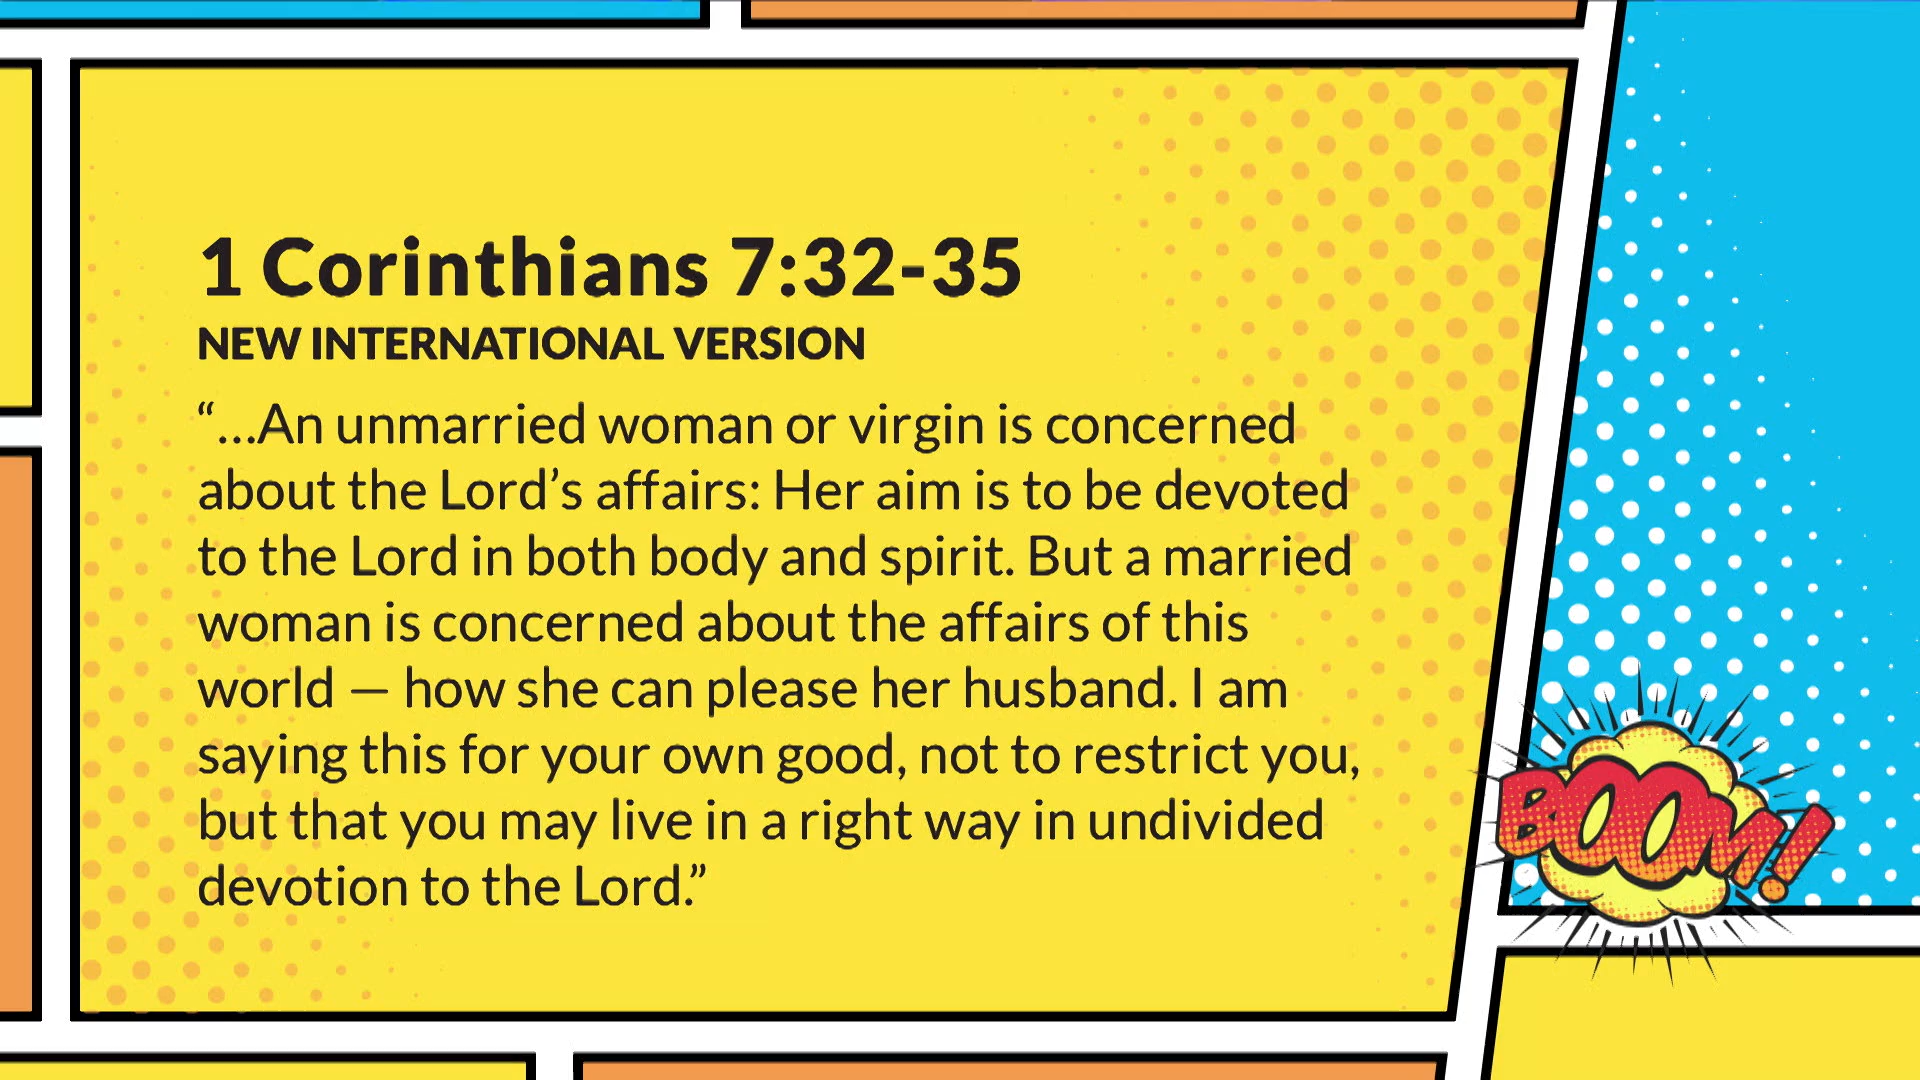 1 Corinthians 7:32-35
NEW INTERNATIONAL VERSION
“…An unmarried woman or virgin is concerned
about the Lord’s affairs: Her aim is to be devoted
to the Lord in both body and spirit. But a married
woman is concerned about the affairs of this
world — how she can please her husband. I am
saying this for your own good, not to restrict you,
but that you may live in a right way in undivided
devotion to the Lord.”
BOOM!